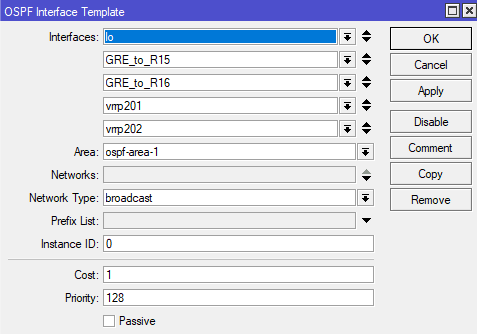 OSPF Interface Template
Interfaces: lo
OK
GRE_to_R15
Cancel
GRE_to_R16
Apply
vrrp201
vrrp202
Disable
Area: ospf-area-1
Comment
Networks:
Copy
Network Type: broadcast
Remove
Prefix List:
Instance ID: 0
Cost: 1
Priority: 128
Passive